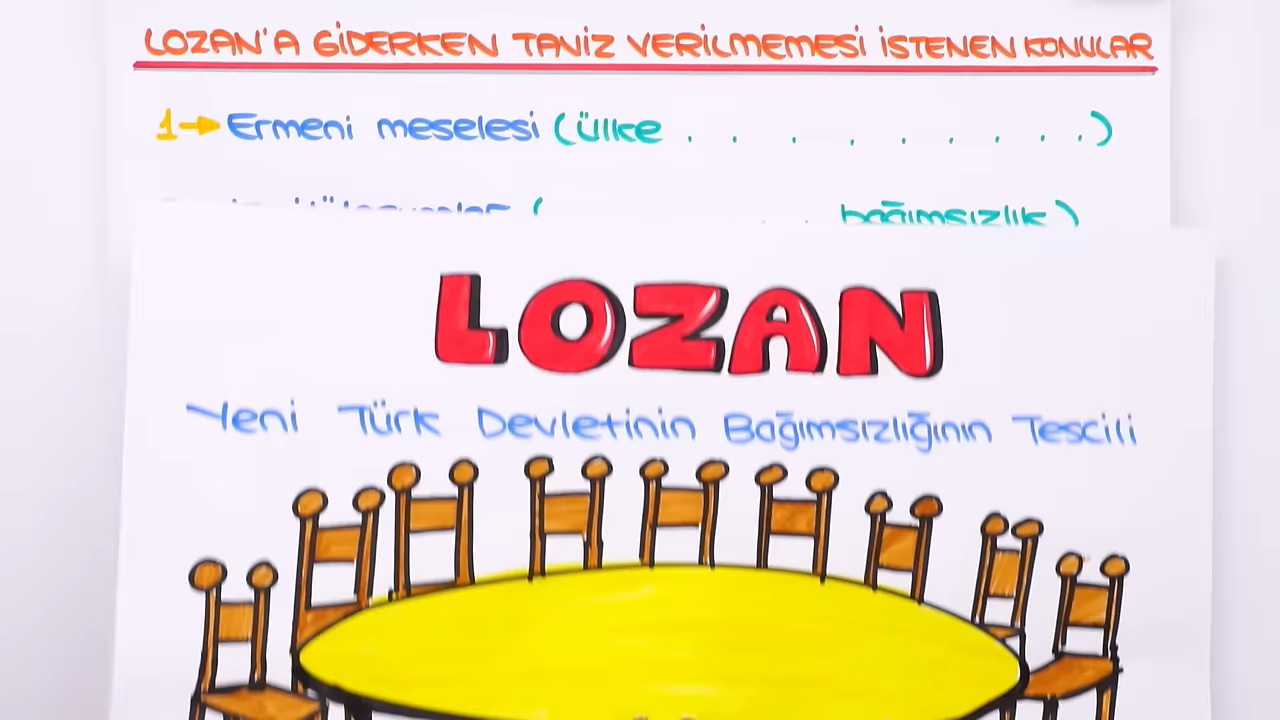 LOZAN'A GİDERKEN TAVİZ VERİLMEMESİ İSTENEN KONULAR
1→ Ermeni meselesi (ülke . . . . . . . . .)
( . . bağımsızlık)
LOZAN
Yeni Türk Devletinin Bağımsızlığının Tescili